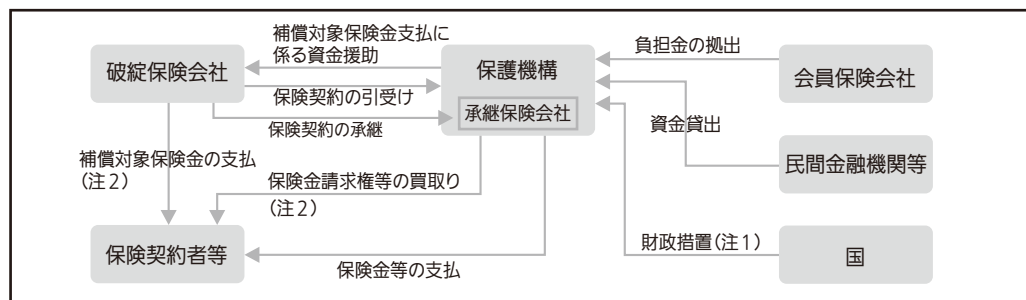 補償対象保険金支払に
係る資金援助
破綻保険会社
保護機構
負担金の拠出
会員保険会社
保険契約の引受け
承継保険会社
保険契約の承継
資金貸出
補償対象保険金の支払
(注2)
保険金請求権等の買取り
(注2)
民間金融機関等
保険契約者等
財政措置(注1)
国
保険金等の支払